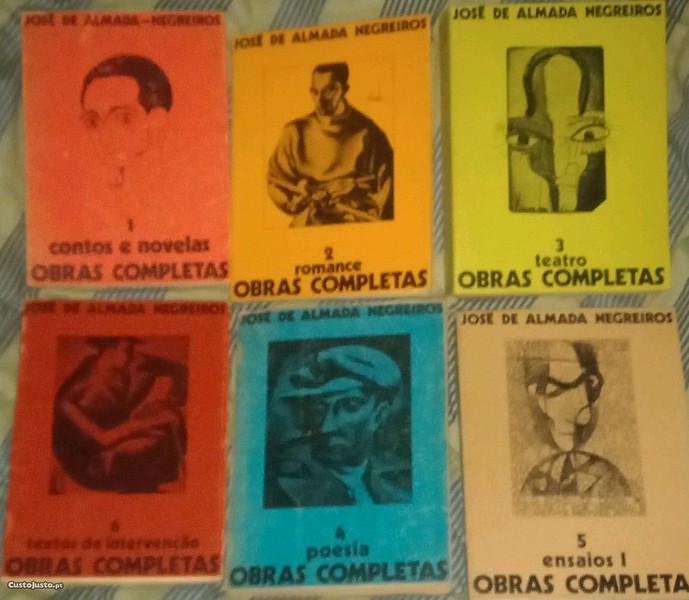 JOSÉ DE ALMADA-NEGREIROS
1
contos e novelas
OBRAS COMPLETAS
JOSÉ DE ALMADA NEGREIROS
2
romance
OBRAS COMPLETAS
JOSÉ DE ALMADA NEGREIROS
3
teatro
OBRAS COMPLETAS
JOSÉ DE ALMADA NEGREIROS
6
textos de intervenção
OBRAS COMPLETAS
JOSÉ DE ALMADA NEGREIROS
4
poesia
OBRAS COMPLETAS
JOSÉ DE ALMADA NEGREIROS
5
ensaios I
OBRAS COMPLETA
CustoJusto.pt